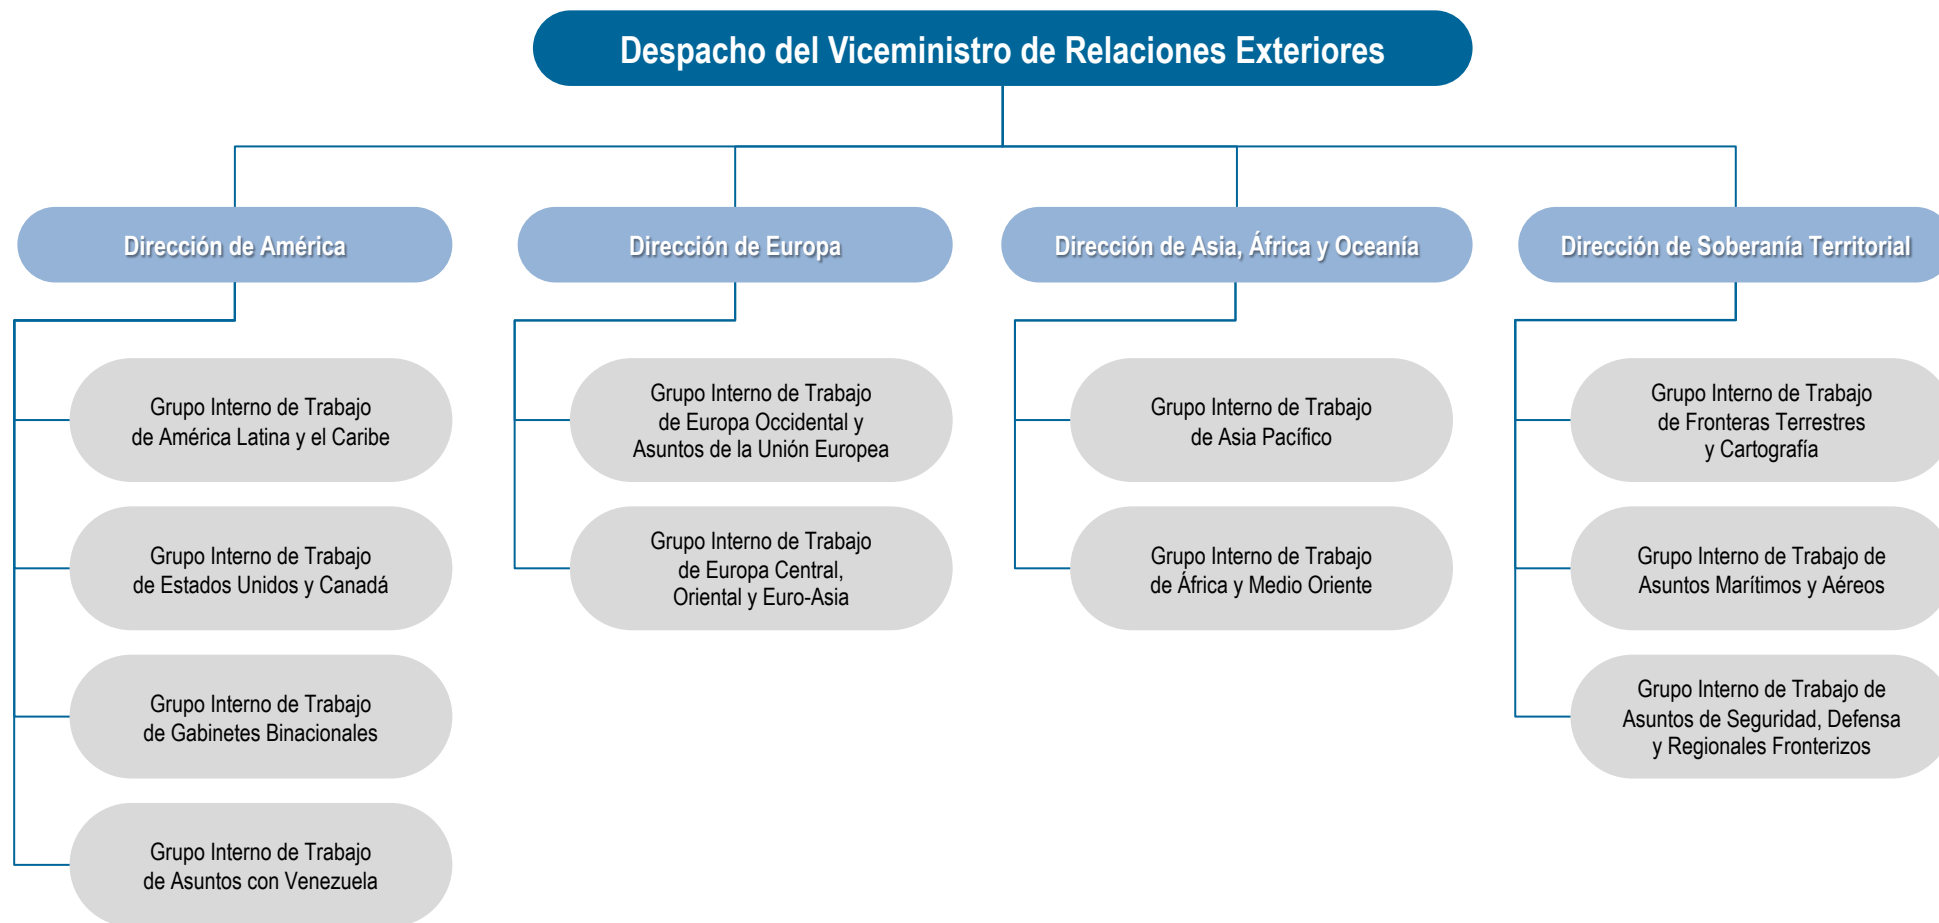 Despacho del Viceministro de Relaciones Exteriores
Dirección de América
Dirección de Europa
Dirección de Asia, África y Oceanía
Dirección de Soberanía Territorial
Grupo Interno de Trabajo
de América Latina y el Caribe
Grupo Interno de Trabajo
de Estados Unidos y Canadá
Grupo Interno de Trabajo
de Gabinetes Binacionales
Grupo Interno de Trabajo
de Asuntos con Venezuela
Grupo Interno de Trabajo
de Europa Occidental y
Asuntos de la Unión Europea
Grupo Interno de Trabajo
de Europa Central,
Oriental y Euro-Asia
Grupo Interno de Trabajo
de Asia Pacífico
Grupo Interno de Trabajo
de África y Medio Oriente
Grupo Interno de Trabajo
de Fronteras Terrestres
y Cartografía
Grupo Interno de Trabajo de
Asuntos Marítimos y Aéreos
Grupo Interno de Trabajo de
Asuntos de Seguridad, Defensa
y Regionales Fronterizos